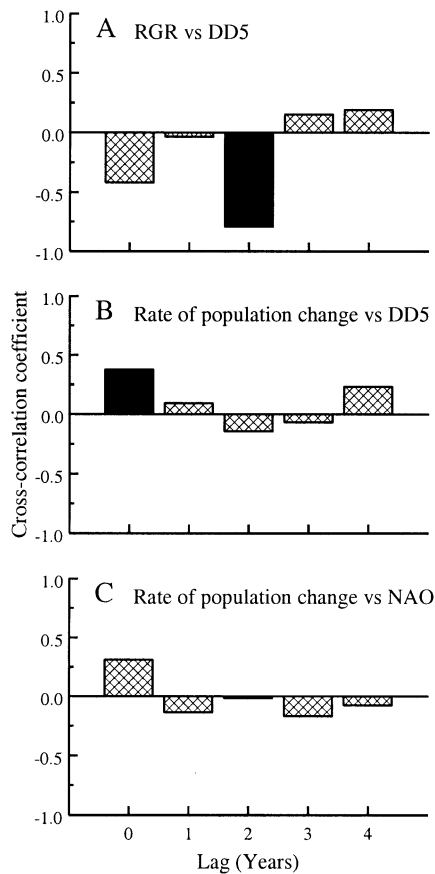 A RGR vs DD5
1.0
0.5
0.0
-0.5
-1.0
B Rate of population change vs DD5
1.0
0.5
0.0
-0.5
-1.0
Cross-correlation coefficient
C Rate of population change vs NAO
1.0
0.5
0.0
-0.5
-1.0
0 1 2 3 4
Lag (Years)